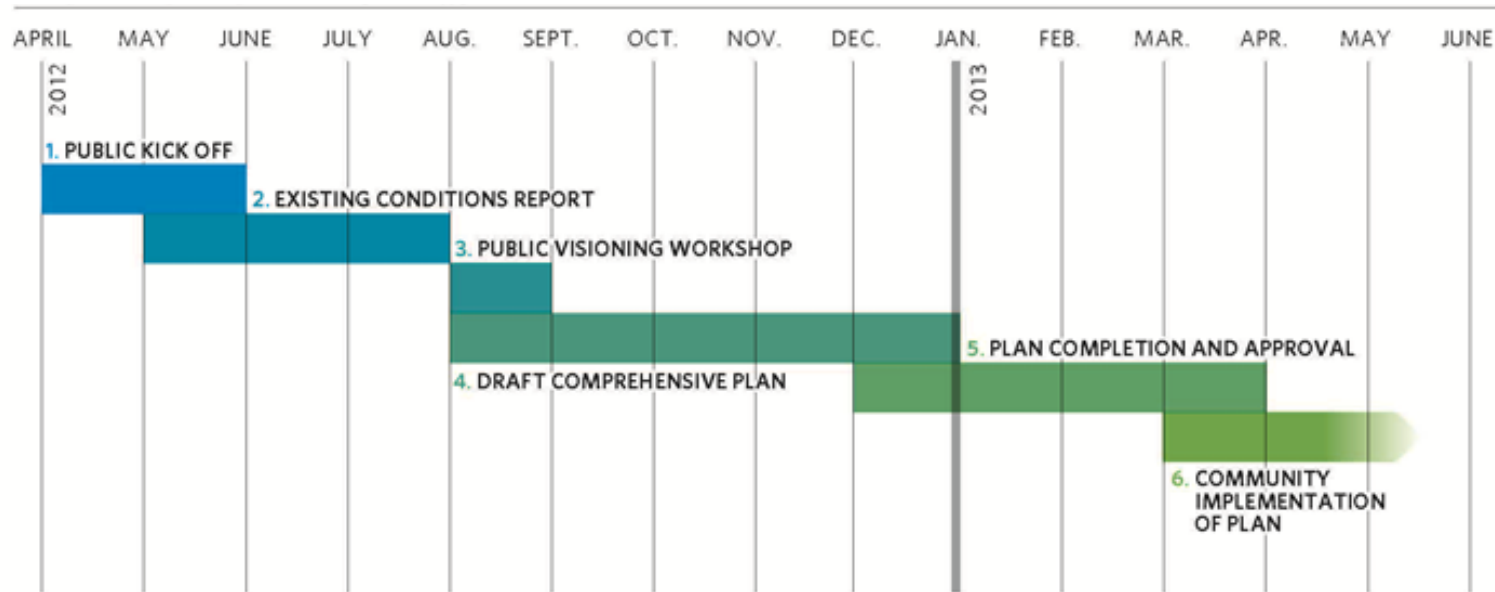 APRIL MAY JUNE JULY AUG. SEPT. OCT. NOV. DEC. JAN. FEB. MAR. APR. MAY JUNE
2012
2013
1. PUBLIC KICK OFF
2. EXISTING CONDITIONS REPORT
3. PUBLIC VISIONING WORKSHOP
5. PLAN COMPLETION AND APPROVAL
4. DRAFT COMPREHENSIVE PLAN
6. COMMUNITY
IMPLEMENTATION
OF PLAN